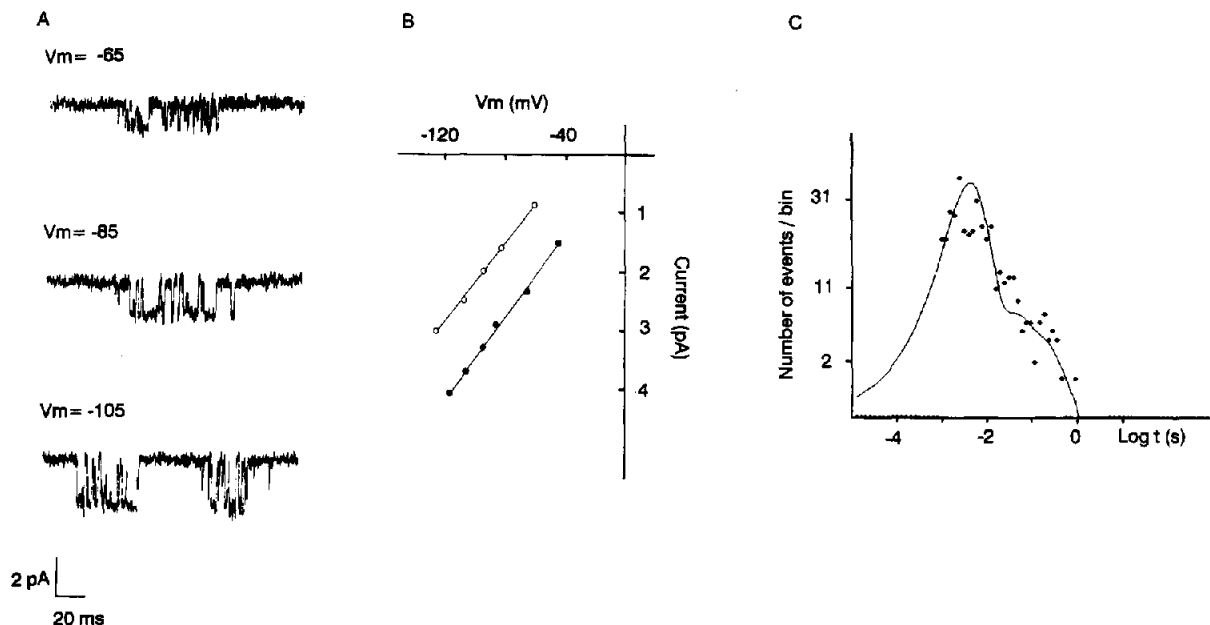 A
Vm= -65
Vm= -85
Vm= -105
2 pA
20 ms
B
Vm (mV)
-120
-40
1
2
3
4
Current (pA)
C
Number of events / bin
31
11
2
-4
-2
0
Log t (s)